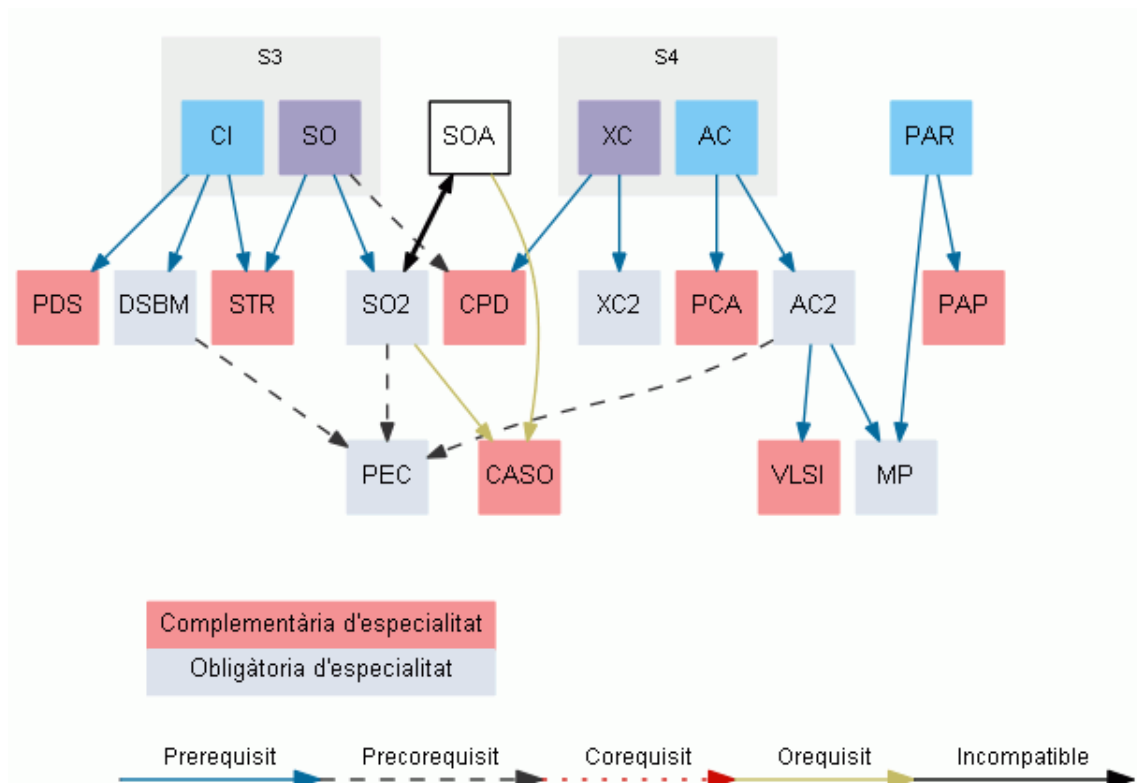 S3
S4
CI
SO
SOA
XC
AC
PAR
PDS
DSBM
STR
SO2
CPD
XC2
PCA
AC2
PAP
PEC
CASO
VLSI
MP
Complementària d'especialitat
Obligàtoria d'especialitat
Prerequisit
Precorequisit
Corequisit
Orequisit
Incompatible